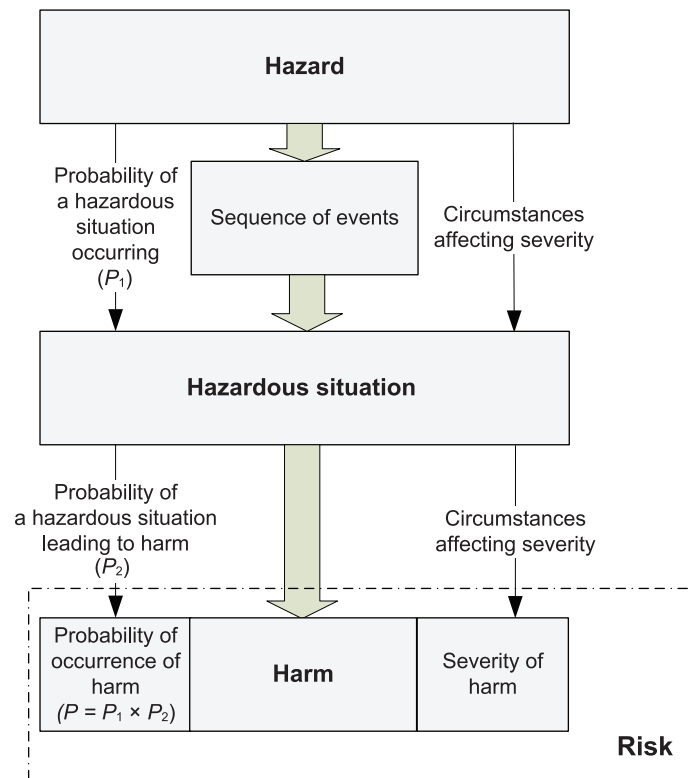 Hazard
Probability of
a hazardous
situation
occurring
(P₁)
Sequence of events
Circumstances
affecting severity
Hazardous situation
Probability of
a hazardous situation
leading to harm
(P₂)
Circumstances
affecting severity
Probability of
occurrence of
harm
(P = P₁ × P₂)
Harm
Severity of
harm
Risk